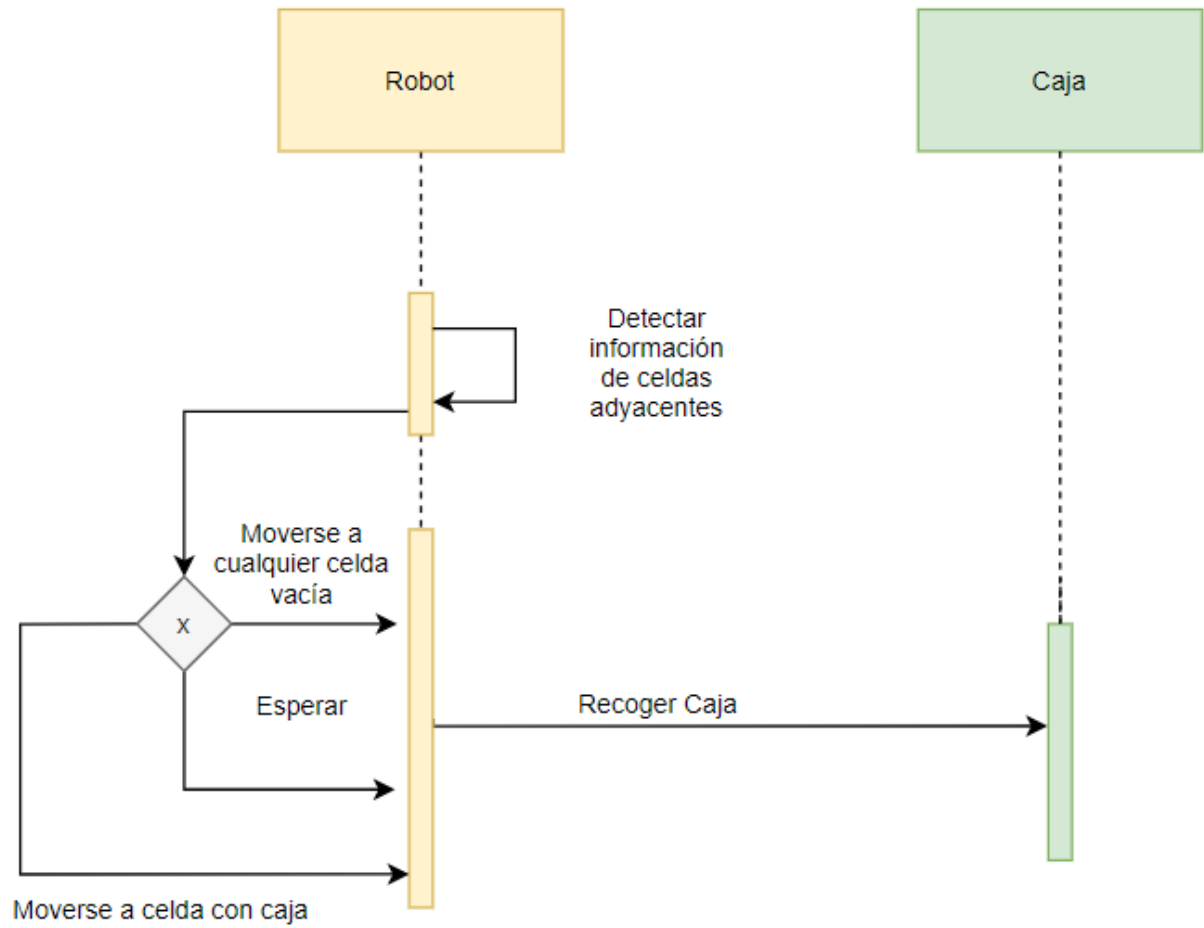 Robot
Caja
Detectar
información
de celdas
adyacentes
Moverse a
cualquier celda
vacía
x
Esperar
Recoger Caja
Moverse a celda con caja